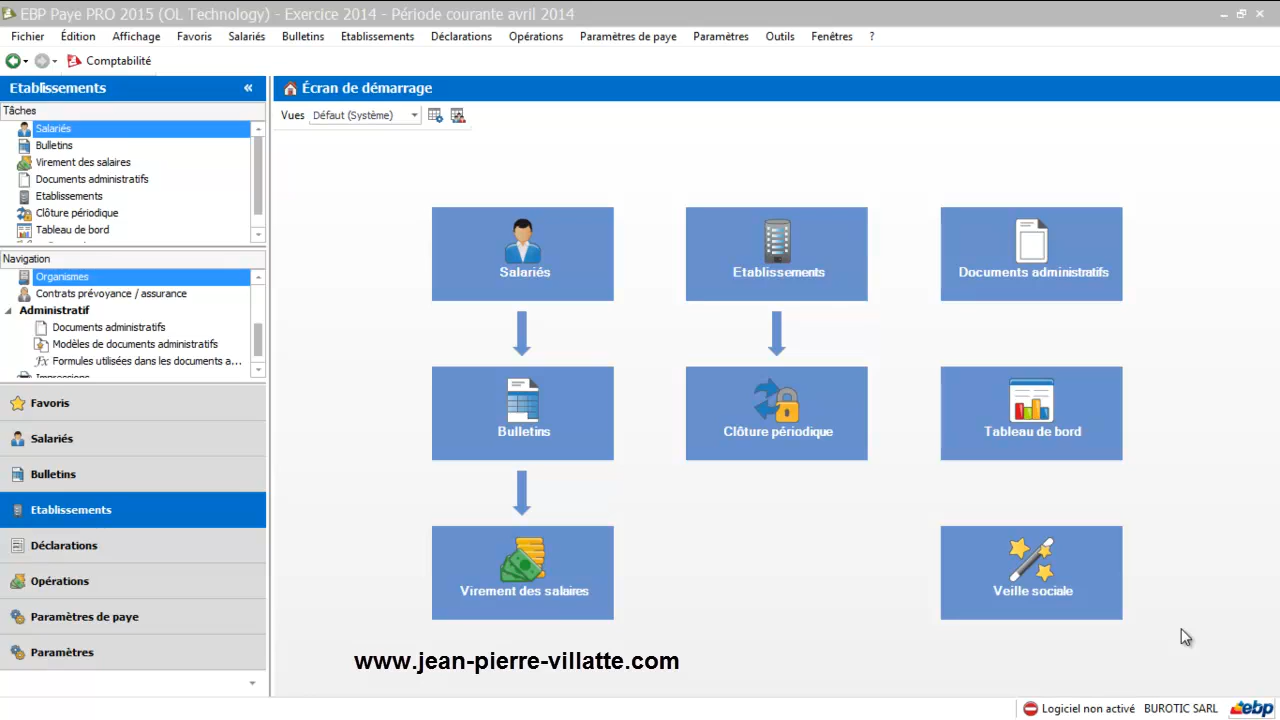 EBP Paye PRO 2015 (OL Technology) - Exercice 2014 - Période courante avril 2014
Fichier Édition Affichage Favoris Salariés Bulletins Etablissements Déclarations Opérations Paramètres de paye Paramètres Outils Fenêtres ?
Comptabilité
Etablissements «
Tâches
Salariés
Bulletins
Virement des salaires
Documents administratifs
Etablissements
Clôture périodique
Tableau de bord
Navigation
Organismes
Contrats prévoyance / assurance
Administratif
Documents administratifs
Modèles de documents administratifs
fx Formules utilisées dans les documents a...
Impressions
Favoris
Salariés
Bulletins
Etablissements
Déclarations
Opérations
Paramètres de paye
Paramètres
Écran de démarrage
Vues Défaut (Système)
Salariés Etablissements Documents administratifs
Bulletins Clôture périodique Tableau de bord
Virement des salaires Veille sociale
www.jean-pierre-villatte.com
Logiciel non activé BUROTIC SARL ebp